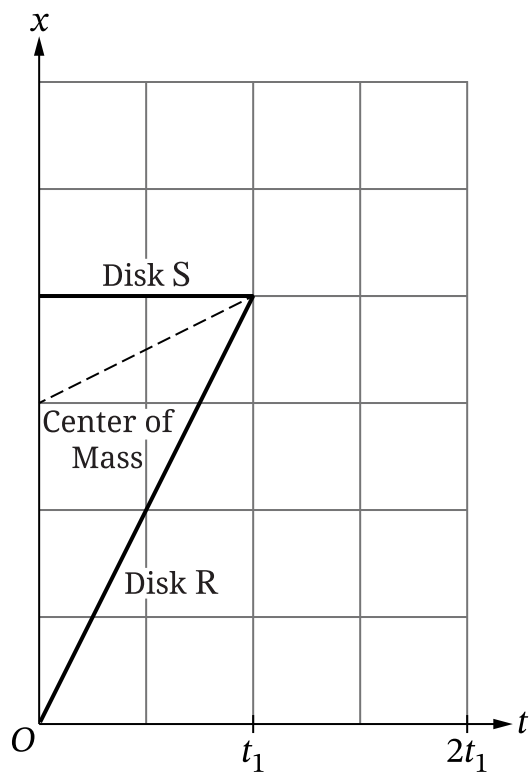 x
Disk S
Center of
Mass
Disk R
O
t₁
2t₁
t